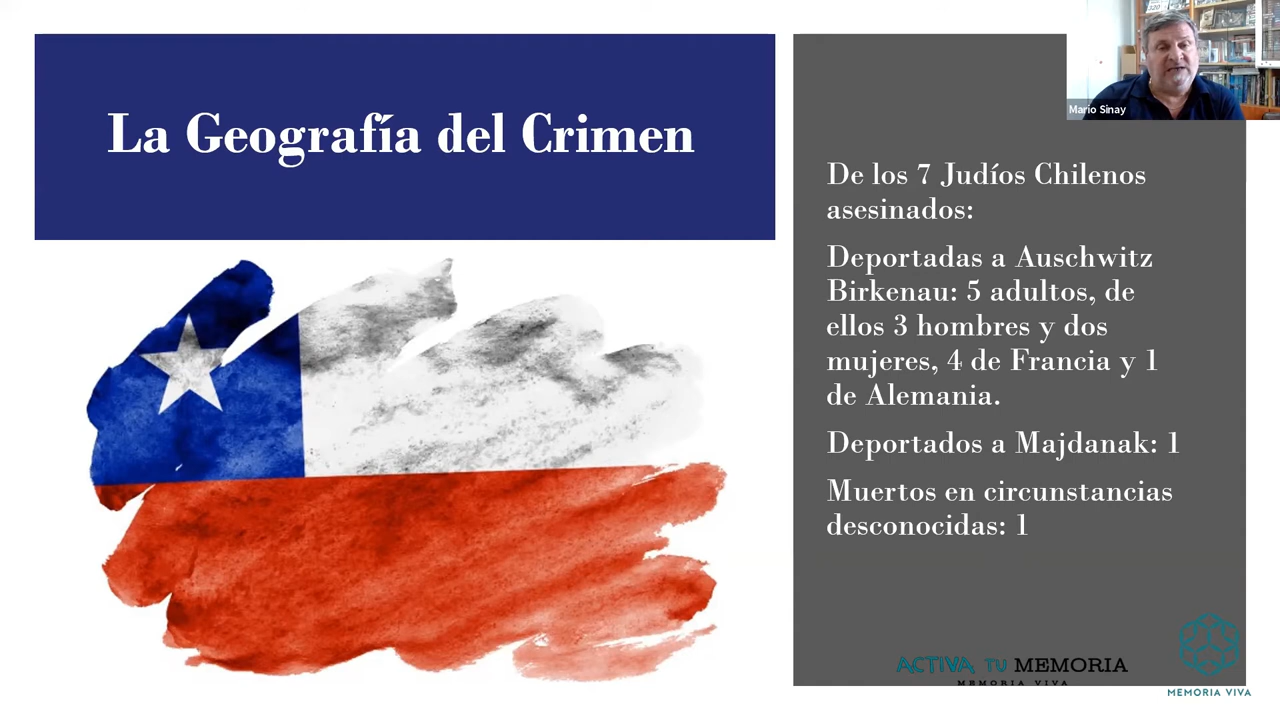 La Geografía del Crimen
Mario Sinay
De los 7 Judíos Chilenos
asesinados:
Deportadas a Auschwitz
Birkenau: 5 adultos, de
ellos 3 hombres y dos
mujeres, 4 de Francia y 1
de Alemania.
Deportados a Majdanak: 1
Muertos en circunstancias
desconocidas: 1
ACTIVA TU MEMORIA
MEMORIA VIVA
MEMORIA VIVA